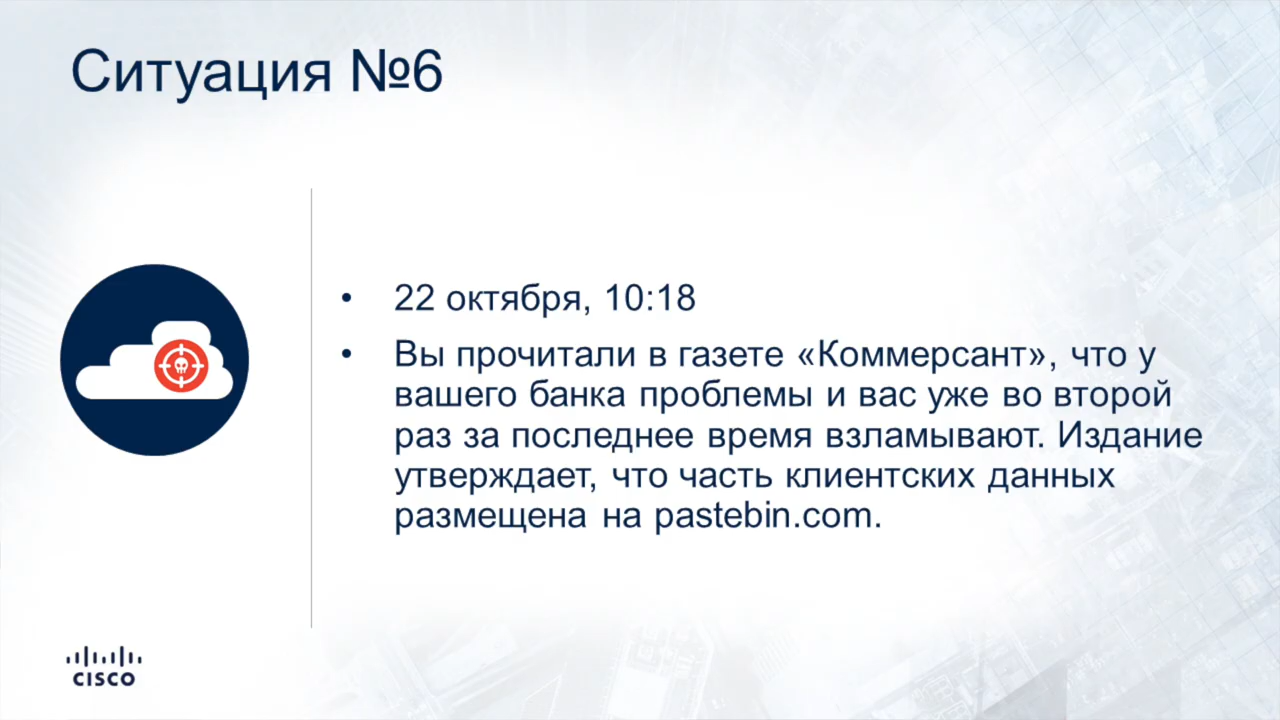 Ситуация №6
• 22 октября, 10:18
• Вы прочитали в газете «Коммерсант», что у
вашего банка проблемы и вас уже во второй
раз за последнее время взламывают. Издание
утверждает, что часть клиентских данных
размещена на pastebin.com.
CISCO